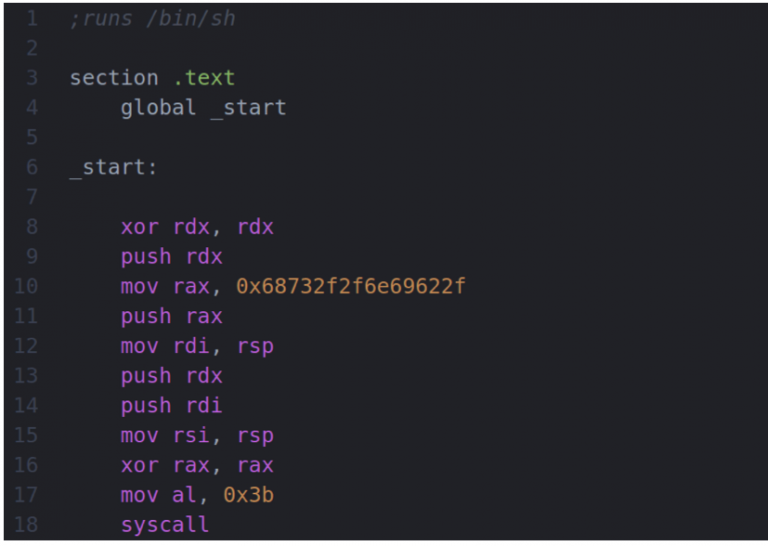 1 ;runs /bin/sh
2
3 section .text
4 global _start
5
6 _start:
7
8 xor rdx, rdx
9 push rdx
10 mov rax, 0x68732f2f6e69622f
11 push rax
12 mov rdi, rsp
13 push rdx
14 push rdi
15 mov rsi, rsp
16 xor rax, rax
17 mov al, 0x3b
18 syscall